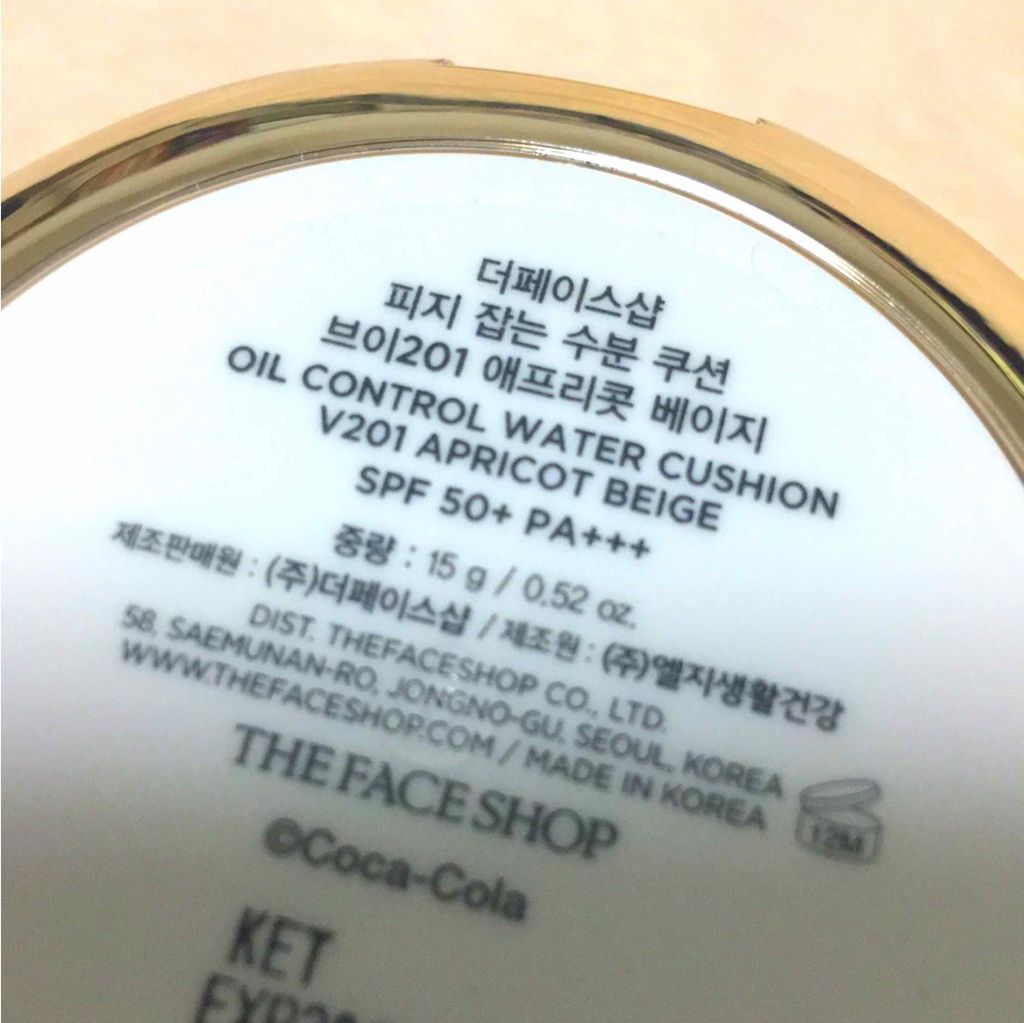 더페이스샵
피지 잡는 수분 쿠션
브이201 애프리콧 베이지
OIL CONTROL WATER CUSHION
V201 APRICOT BEIGE
SPF 50+ PA+++
중량 : 15 g / 0.52 oz.
제조판매원 : (주)더페이스샵 / 제조원 : (주)엘지생활건강
DIST. THEFACESHOP CO., LTD.
58, SAEMUNAN-RO, JONGNO-GU, SEOUL, KOREA
WWW.THEFACESHOP.COM / MADE IN KOREA
12M
THE FACE SHOP
©Coca-Cola
KET